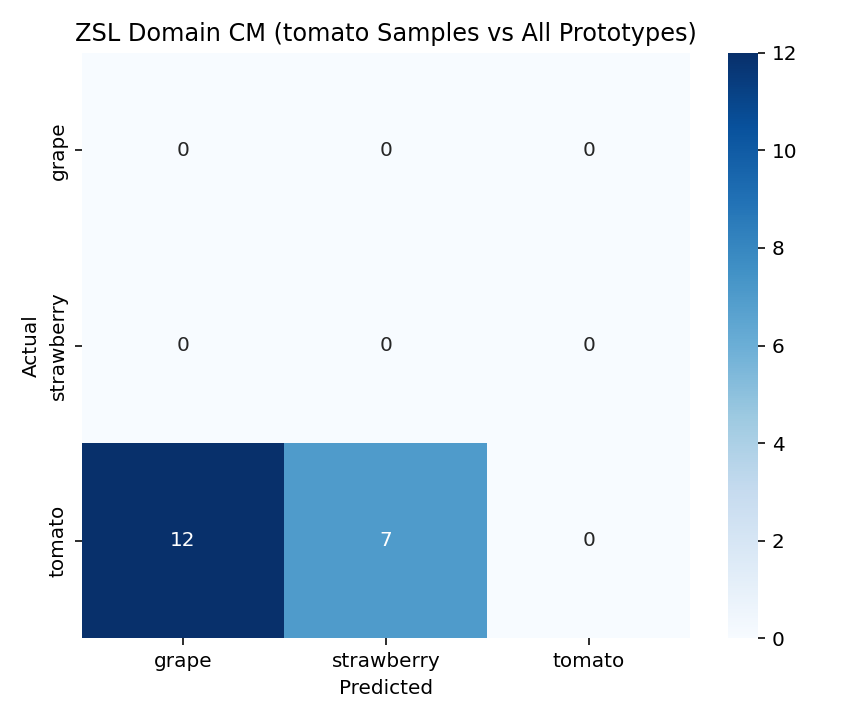 ZSL Domain CM (tomato Samples vs All Prototypes)
12
10
8
6
4
2
0
Actual
grape
0 0 0
strawberry
0 0 0
tomato
12 7 0
grape strawberry tomato
Predicted